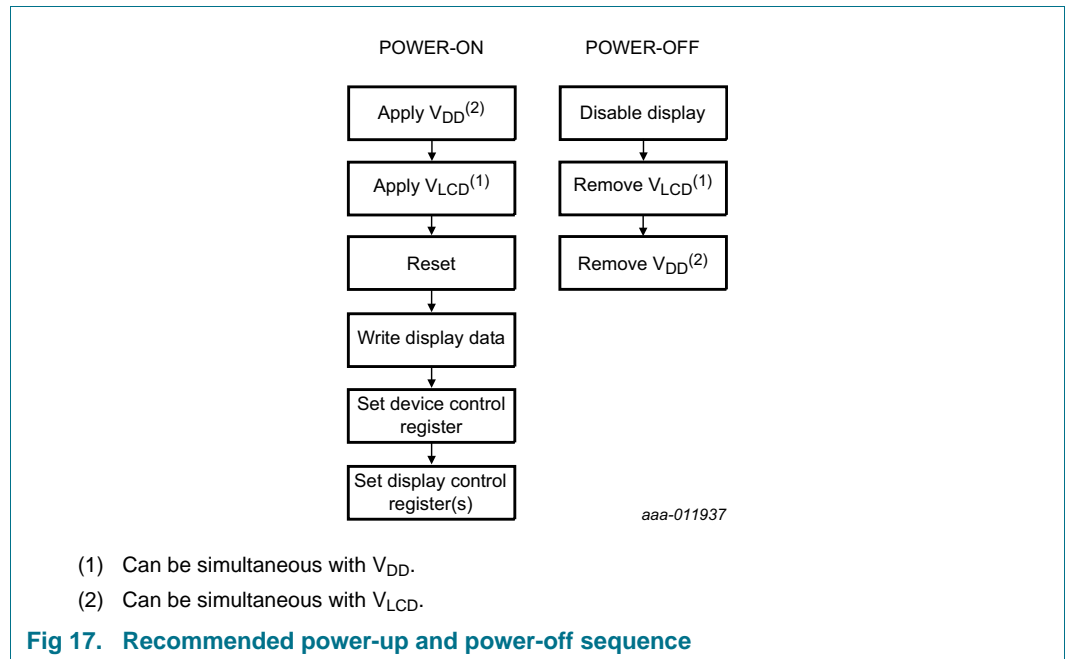 POWER-ON
Apply VDD(2)
Apply VLCD(1)
Reset
Write display data
Set device control
register
Set display control
register(s)
POWER-OFF
Disable display
Remove VLCD(1)
Remove VDD(2)
aaa-011937
(1) Can be simultaneous with VDD.
(2) Can be simultaneous with VLCD.
Fig 17. Recommended power-up and power-off sequence